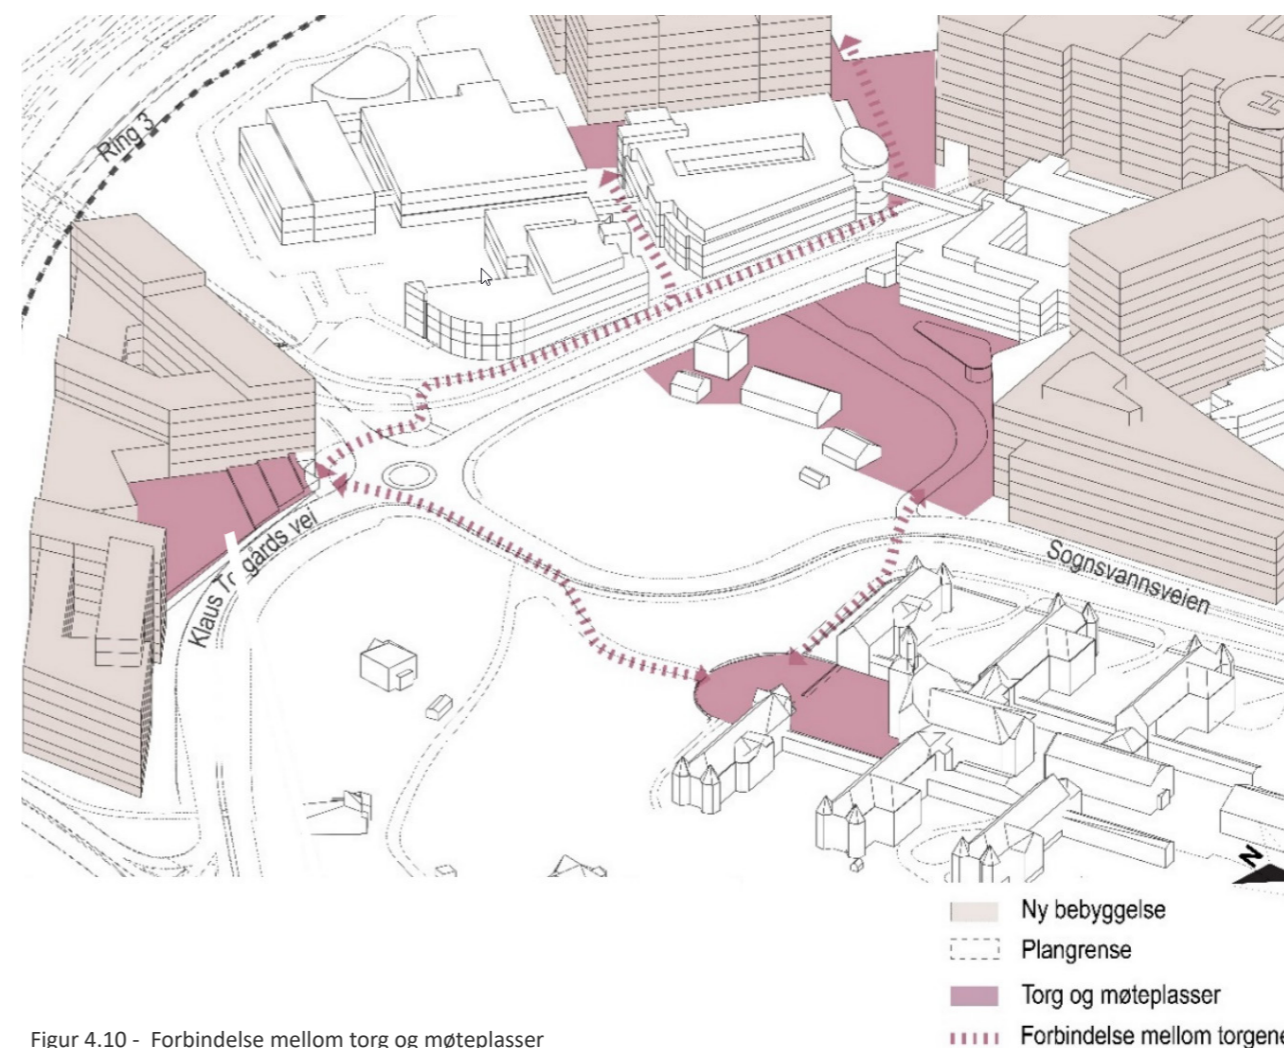 Ring 3
H
Klaus Torgårds vei
Sognsvannsveien
N
Ny bebyggelse
Plangrense
Torg og møteplasser
Forbindelse mellom torgene
Figur 4.10 - Forbindelse mellom torg og møteplasser